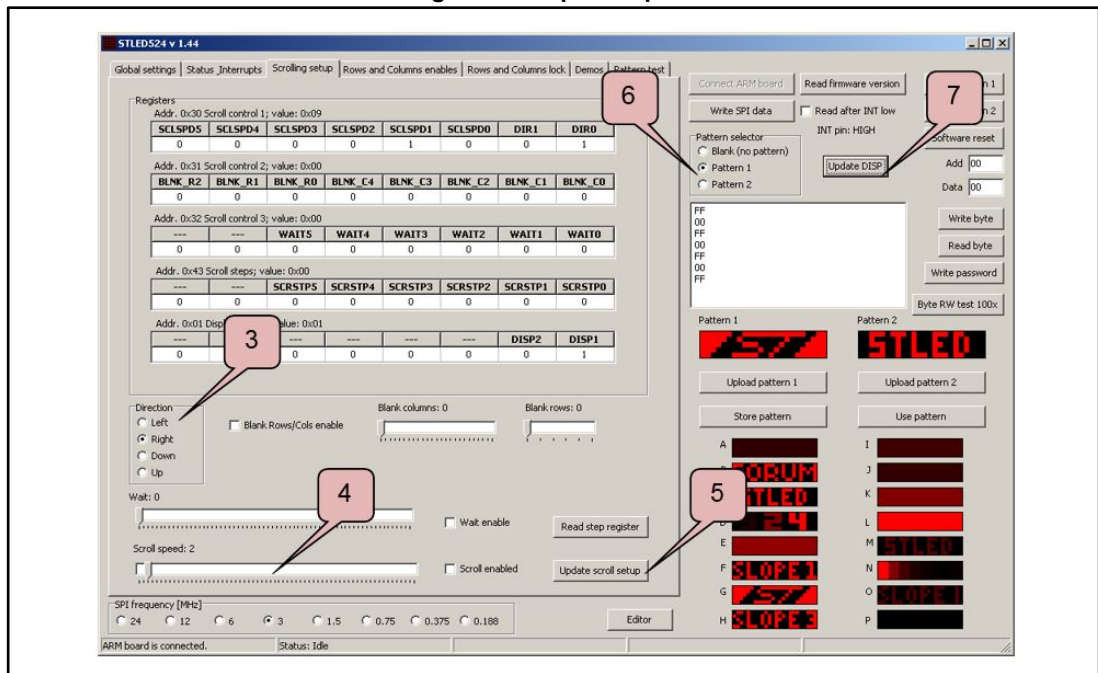 STLED524 v 1.44
Global settings Status_Interrupts Scrolling setup Rows and Columns enables Rows and Columns lock Demos Pattern test
Registers
Addr. 0x30 Scroll control 1; value: 0x09
SCLSPD5 SCLSPD4 SCLSPD3 SCLSPD2 SCLSPD1 SCLSPD0 DIR1 DIR0
0 0 0 0 1 0 0 1
Addr. 0x31 Scroll control 2; value: 0x00
BLNK_R2 BLNK_R1 BLNK_R0 BLNK_C4 BLNK_C3 BLNK_C2 BLNK_C1 BLNK_C0
0 0 0 0 0 0 0 0
Addr. 0x32 Scroll control 3; value: 0x00
--- --- WAIT5 WAIT4 WAIT3 WAIT2 WAIT1 WAIT0
0 0 0 0 0 0 0 0
Addr. 0x43 Scroll steps; value: 0x00
--- --- SCRSTP5 SCRSTP4 SCRSTP3 SCRSTP2 SCRSTP1 SCRSTP0
0 0 0 0 0 0 0 0
Addr. 0x01 value: 0x01
--- --- --- --- --- DISP2 DISP1
0 0 0 0 0 0 1
3
Direction
Left
Right
Down
Up
Blank Rows/Cols enable
Blank columns: 0
Blank rows: 0
Wait: 0
4
Wait enable
Read step register
5
Scroll speed: 2
Scroll enabled
Update scroll setup
SPI frequency [MHz]
24 12 6 3 1.5 0.75 0.375 0.188
Editor
ARM board is connected. Status: Idle
6
7
Connect ARM board Read firmware version 1
Write SPI data Read after INT low 2
INT pin: HIGH
Software reset
Pattern selector
Blank (no pattern)
Pattern 1
Pattern 2
Update DISP
Add 00
Data 00
FF
00
FF
00
FF
00
FF
Write byte
Read byte
Write password
Byte RW test 100x
Pattern 1 Pattern 2
ST STLED
Upload pattern 1 Upload pattern 2
Store pattern Use pattern
A I
FORUM J
STLED K
24 L
E M STLED
F SLOPE1 N
G ST O SLOPE1
H SLOPE3 P